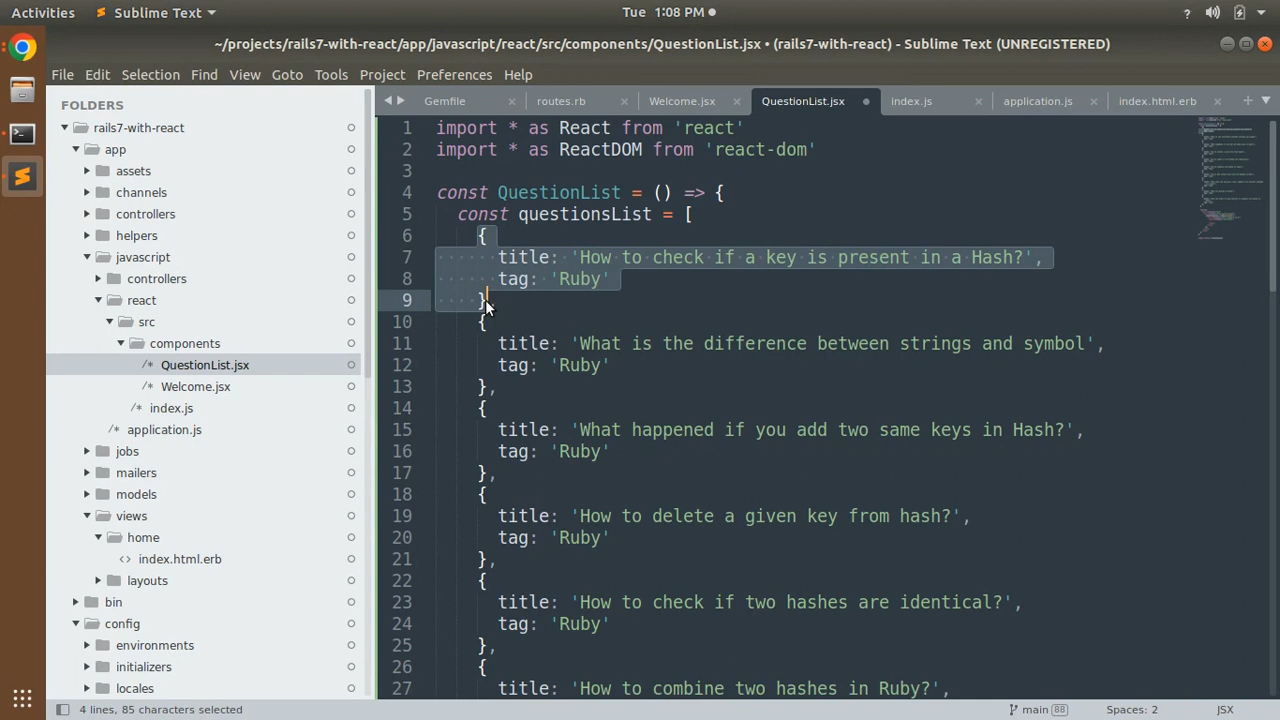 Activities Sublime Text Tue 1:08 PM ?
~/projects/rails7-with-react/app/javascript/react/src/components/QuestionList.jsx • (rails7-with-react) - Sublime Text (UNREGISTERED)
File Edit Selection Find View Goto Tools Project Preferences Help
FOLDERS
rails7-with-react
app
assets
channels
controllers
helpers
javascript
controllers
react
src
components
/* QuestionList.jsx
/* Welcome.jsx
/* index.js
/* application.js
jobs
mailers
models
views
home
<> index.html.erb
layouts
bin
config
environments
initializers
locales
Gemfile × routes.rb × Welcome.jsx × QuestionList.jsx • index.js × application.js × index.html.erb × +
1 import * as React from 'react'
2 import * as ReactDOM from 'react-dom'
3
4 const QuestionList = () => {
5 const questionsList = [
6 {
7 title: 'How to check if a key is present in a Hash?',
8 tag: 'Ruby'
9 }
10 {
11 title: 'What is the difference between strings and symbol',
12 tag: 'Ruby'
13 },
14 {
15 title: 'What happened if you add two same keys in Hash?',
16 tag: 'Ruby'
17 },
18 {
19 title: 'How to delete a given key from hash?',
20 tag: 'Ruby'
21 },
22 {
23 title: 'How to check if two hashes are identical?',
24 tag: 'Ruby'
25 },
26 {
27 title: 'How to combine two hashes in Ruby?',
4 lines, 85 characters selected main 88 Spaces: 2 JSX